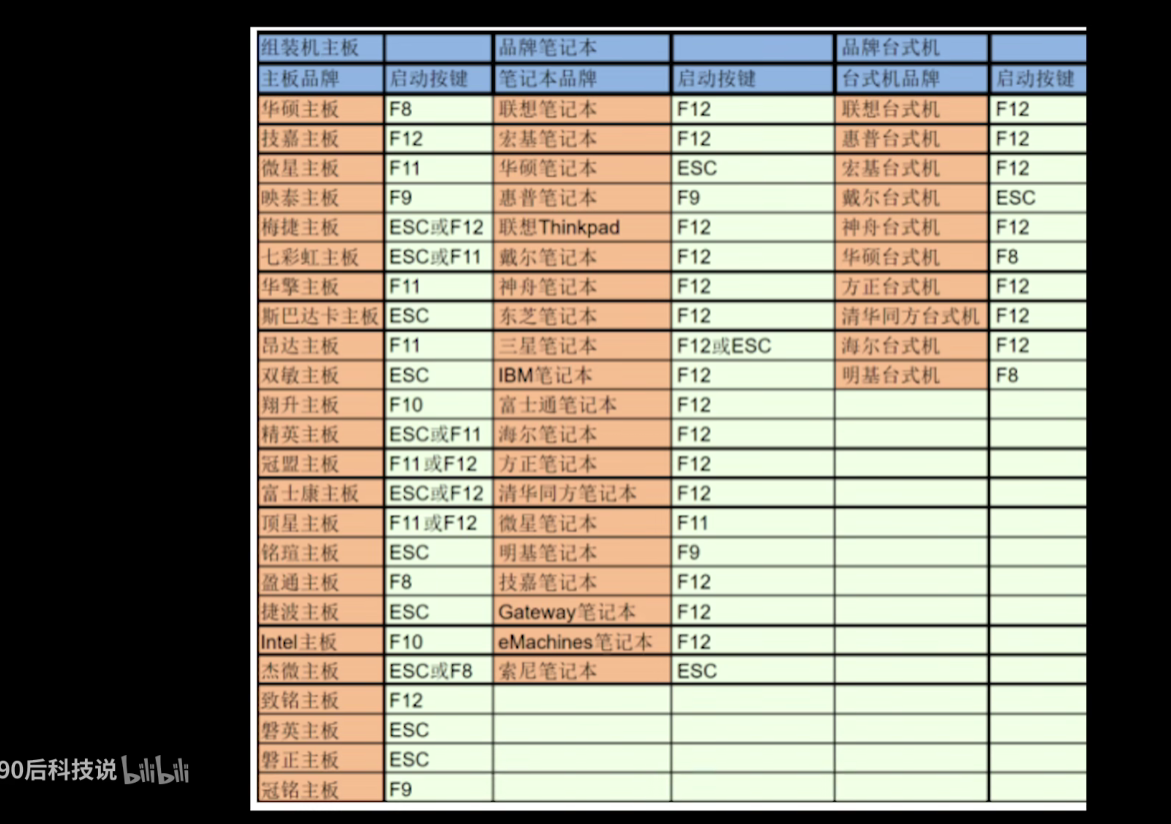 组装机主板 品牌笔记本 品牌台式机
主板品牌 启动按键 笔记本品牌 启动按键 台式机品牌 启动按键
华硕主板 F8 联想笔记本 F12 联想台式机 F12
技嘉主板 F12 宏基笔记本 F12 惠普台式机 F12
微星主板 F11 华硕笔记本 ESC 宏基台式机 F12
映泰主板 F9 惠普笔记本 F9 戴尔台式机 ESC
梅捷主板 ESC或F12 联想Thinkpad F12 神舟台式机 F12
七彩虹主板 ESC或F11 戴尔笔记本 F12 华硕台式机 F8
华擎主板 F11 神舟笔记本 F12 方正台式机 F12
斯巴达卡主板 ESC 东芝笔记本 F12 清华同方台式机 F12
昂达主板 F11 三星笔记本 F12或ESC 海尔台式机 F12
双敏主板 ESC IBM笔记本 F12 明基台式机 F8
翔升主板 F10 富士通笔记本 F12
精英主板 ESC或F11 海尔笔记本 F12
冠盟主板 F11或F12 方正笔记本 F12
富士康主板 ESC或F12 清华同方笔记本 F12
顶星主板 F11或F12 微星笔记本 F11
铭瑄主板 ESC 明基笔记本 F9
盈通主板 F8 技嘉笔记本 F12
捷波主板 ESC Gateway笔记本 F12
Intel主板 F10 eMachines笔记本 F12
杰微主板 ESC或F8 索尼笔记本 ESC
致铭主板 F12
磐英主板 ESC
磐正主板 ESC
冠铭主板 F9
90后科技说 bilibili